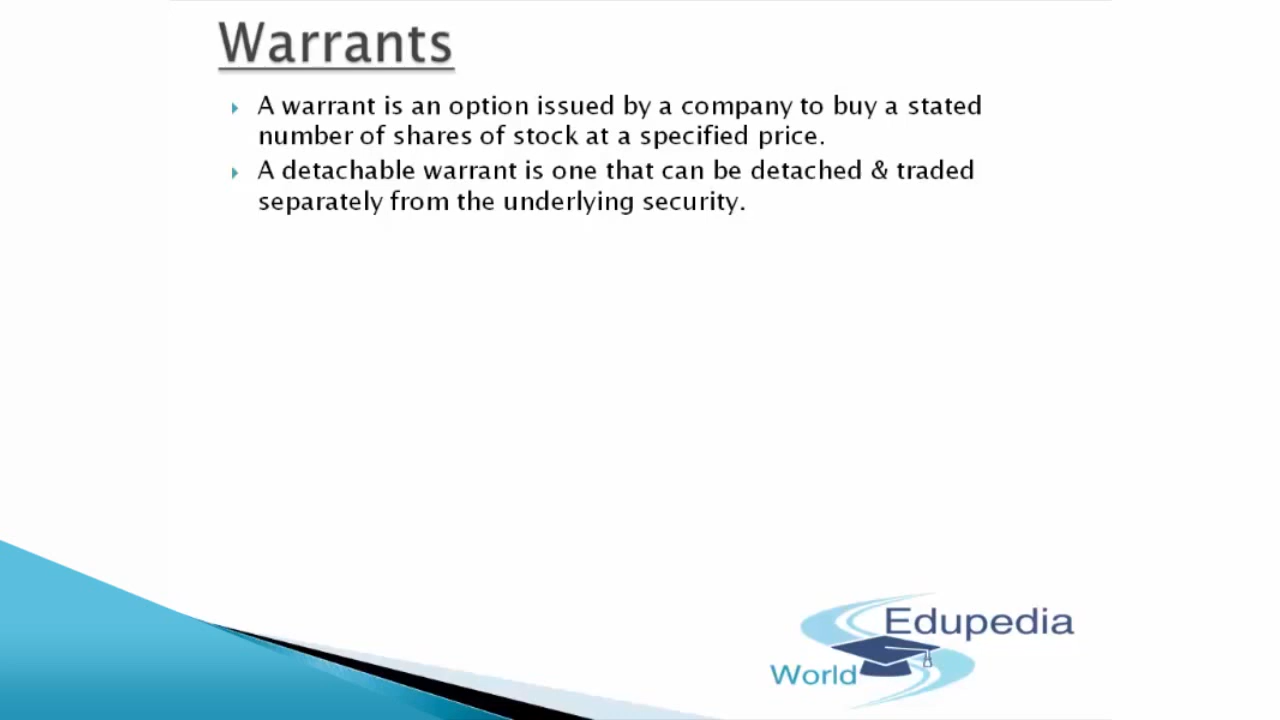 Warrants
A warrant is an option issued by a company to buy a stated
number of shares of stock at a specified price.
A detachable warrant is one that can be detached & traded
separately from the underlying security.
Edupedia
World